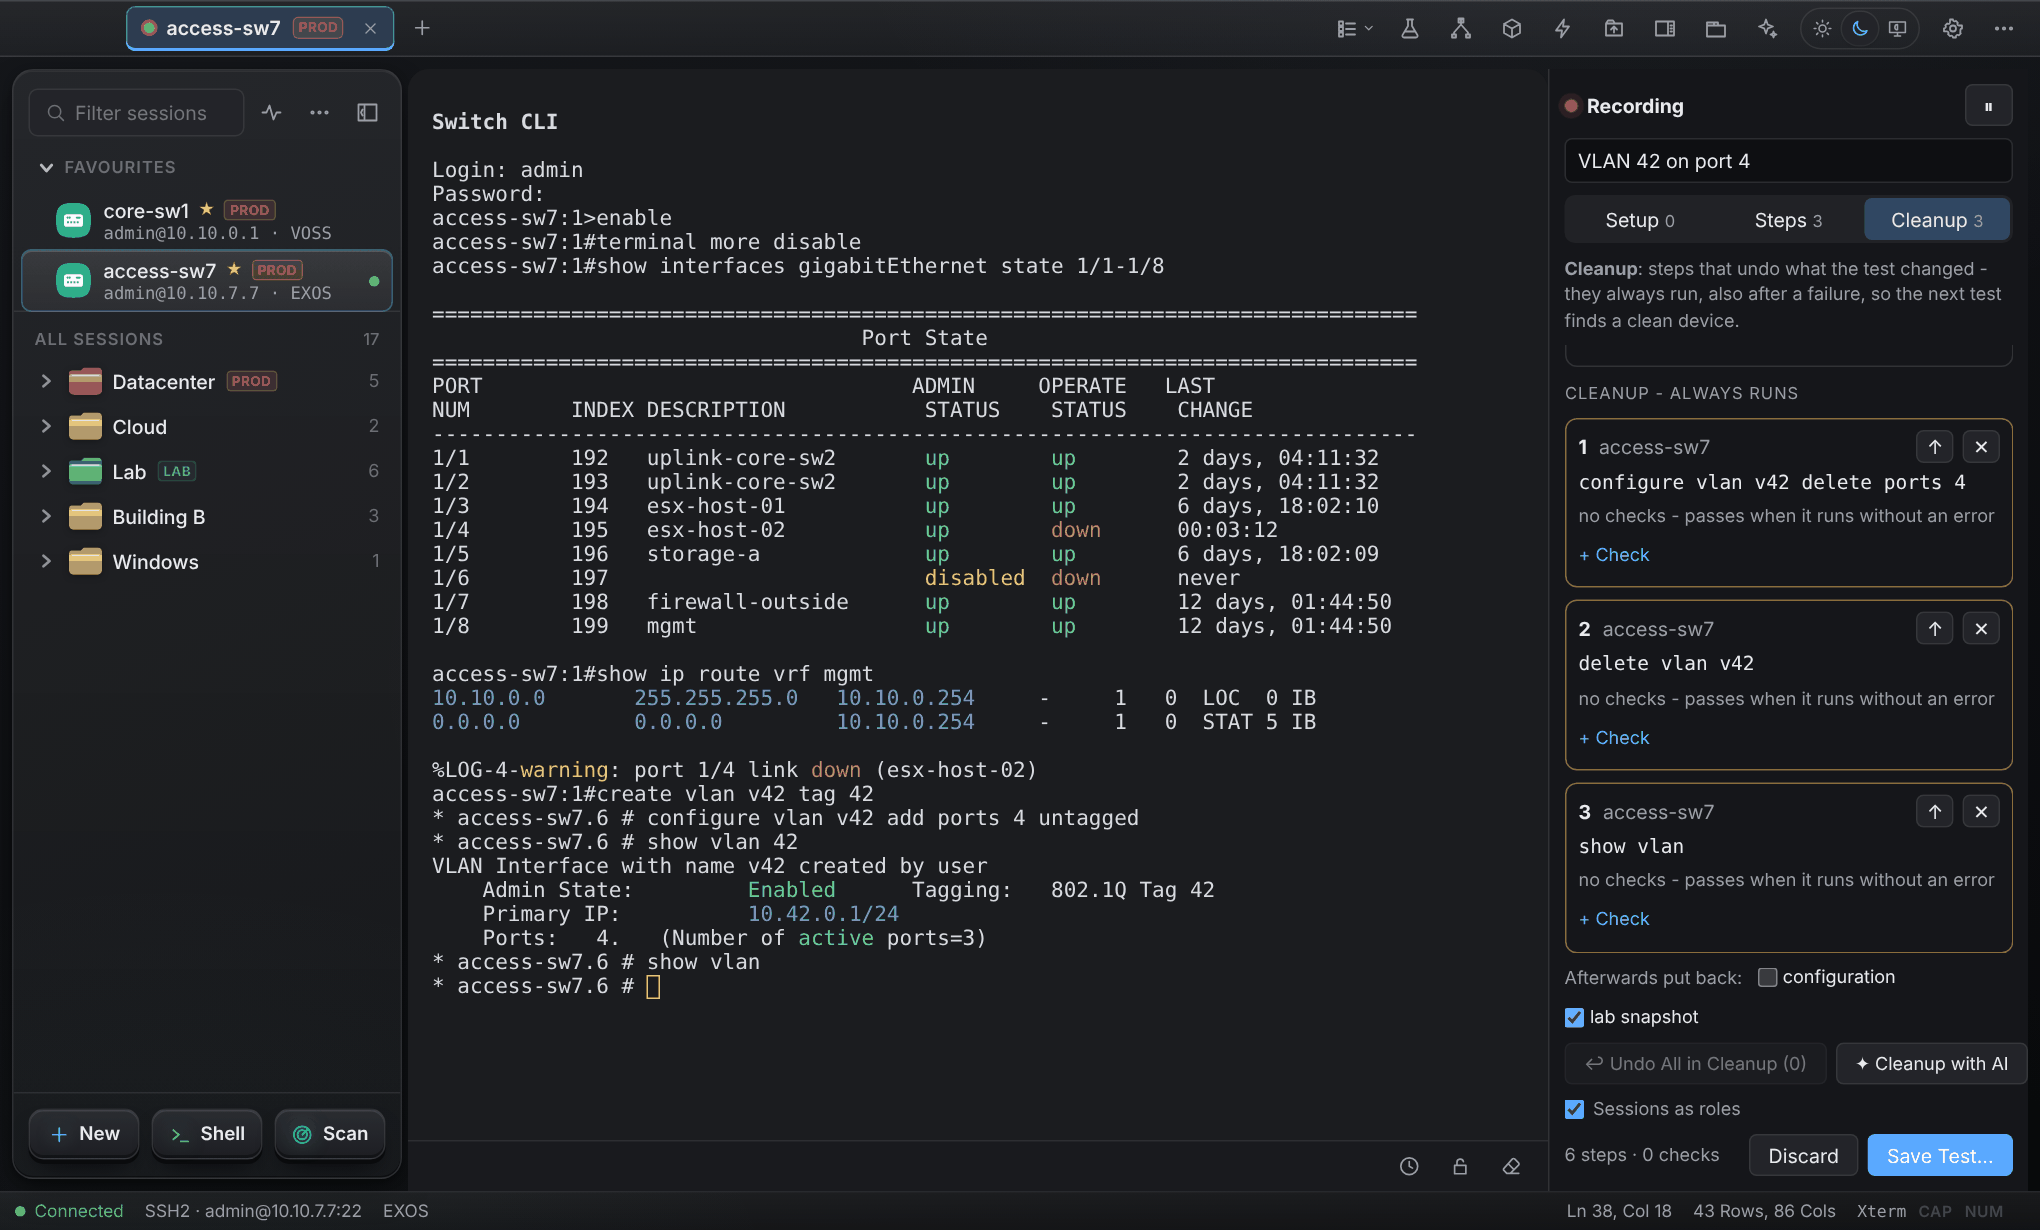 access-sw7 PROD
Filter sessions
FAVOURITES
core-sw1 ★ PROD
admin@10.10.0.1 · VOSS
access-sw7 ★ PROD
admin@10.10.7.7 · EXOS
ALL SESSIONS 17
Datacenter PROD 5
Cloud 2
Lab LAB 6
Building B 3
Windows 1
+ New
>_ Shell
Scan
Switch CLI
Login: admin
Password:
access-sw7:1>enable
access-sw7:1#terminal more disable
access-sw7:1#show interfaces gigabitEthernet state 1/1-1/8
==============================================================================
Port State
==============================================================================
PORT ADMIN OPERATE LAST
NUM INDEX DESCRIPTION STATUS STATUS CHANGE
------------------------------------------------------------------------------
1/1 192 uplink-core-sw2 up up 2 days, 04:11:32
1/2 193 uplink-core-sw2 up up 2 days, 04:11:32
1/3 194 esx-host-01 up up 6 days, 18:02:10
1/4 195 esx-host-02 up down 00:03:12
1/5 196 storage-a up up 6 days, 18:02:09
1/6 197 disabled down never
1/7 198 firewall-outside up up 12 days, 01:44:50
1/8 199 mgmt up up 12 days, 01:44:50
access-sw7:1#show ip route vrf mgmt
10.10.0.0 255.255.255.0 10.10.0.254 - 1 0 LOC 0 IB
0.0.0.0 0.0.0.0 10.10.0.254 - 1 0 STAT 5 IB
%LOG-4-warning: port 1/4 link down (esx-host-02)
access-sw7:1#create vlan v42 tag 42
* access-sw7.6 # configure vlan v42 add ports 4 untagged
* access-sw7.6 # show vlan 42
VLAN Interface with name v42 created by user
Admin State: Enabled Tagging: 802.1Q Tag 42
Primary IP: 10.42.0.1/24
Ports: 4. (Number of active ports=3)
* access-sw7.6 # show vlan
* access-sw7.6 #
Recording
VLAN 42 on port 4
Setup 0 Steps 3 Cleanup 3
Cleanup: steps that undo what the test changed -
they always run, also after a failure, so the next test
finds a clean device.
CLEANUP - ALWAYS RUNS
1 access-sw7
configure vlan v42 delete ports 4
no checks - passes when it runs without an error
+ Check
2 access-sw7
delete vlan v42
no checks - passes when it runs without an error
+ Check
3 access-sw7
show vlan
no checks - passes when it runs without an error
+ Check
Afterwards put back: configuration
lab snapshot
Undo All in Cleanup (0)
Cleanup with AI
Sessions as roles
6 steps · 0 checks
Discard
Save Test...
Connected SSH2 · admin@10.10.7.7:22 EXOS
Ln 38, Col 18 43 Rows, 86 Cols Xterm CAP NUM